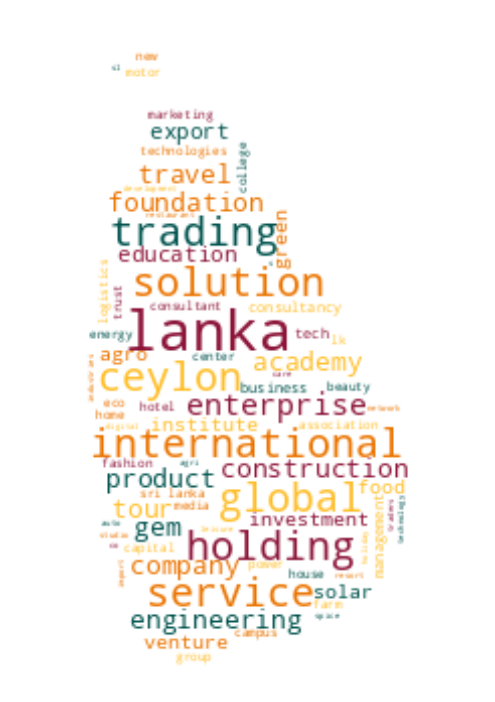 new
sl
motor
marketing
export
technologies
college
travel
development
foundation
restaurant
trading
green
education
solution
logistics
trust
consultant
consultancy
lanka
energy
tech
lk
agro
center
academy
industries
ceylon
care
business
beauty
eco
hotel
enterprise
network
home
digital
institute
association
international
fashion
agri
construction
product
global
food
sri lanka
media
tour
management
traders
technology
auto
gem
investment
studio
leisure
holiday
co
capital
holding
company
power
export
house
resort
service
solar
farm
engineering
spice
venture
campus
group